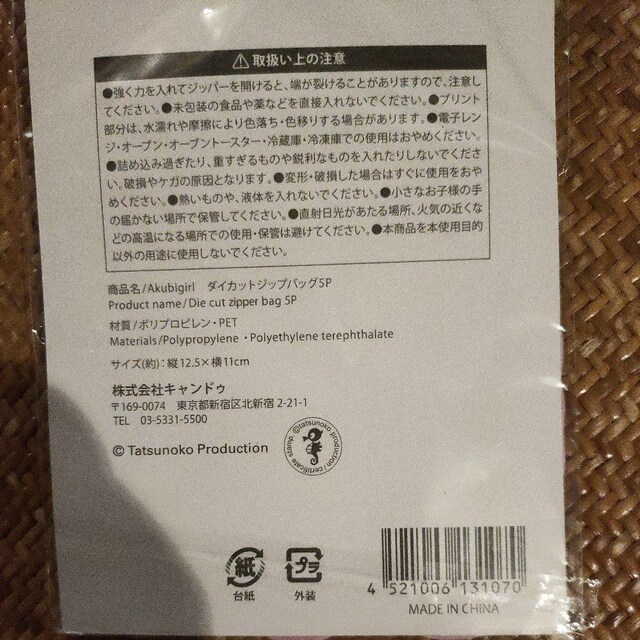 ⚠ 取扱い上の注意
●強く力を入れてジッパーを開けると、端が裂けることがありますので、注意し
てください。●未包装の食品や薬などを直接入れないでください。●プリント
部分は、水濡れや摩擦により色落ち・色移りする場合があります。●電子レン
ジ・オーブン・オーブントースター・冷蔵庫・冷凍庫での使用はおやめください。
●詰め込み過ぎたり、重すぎるものや鋭利なものを入れたりしないでくださ
い。破損やケガの原因となります。●変形・破損した場合はすぐに使用をおや
めください。●熱いものや、液体を入れないでください。●小さなお子様の手
の届かない場所で保管してください。●直射日光があたる場所、火気の近くな
どの高温になる場所での使用・保管は避けてください。●本商品を本使用目的
以外の用途に使用しないでください。
商品名/Akubigirl ダイカットジップバッグ5P
Product name/Die cut zipper bag 5P
材質/ポリプロピレン・PET
Materials/Polypropylene・Polyethylene terephthalate
サイズ(約):縦12.5×横11cm
株式会社キャンドゥ
〒169-0074 東京都新宿区北新宿 2-21-1
TEL 03-5331-5500
© Tatsunoko Production
©tatsunoko production / certificate stamp.
紙
台紙
プラ
外装
4 521006 131070
MADE IN CHINA